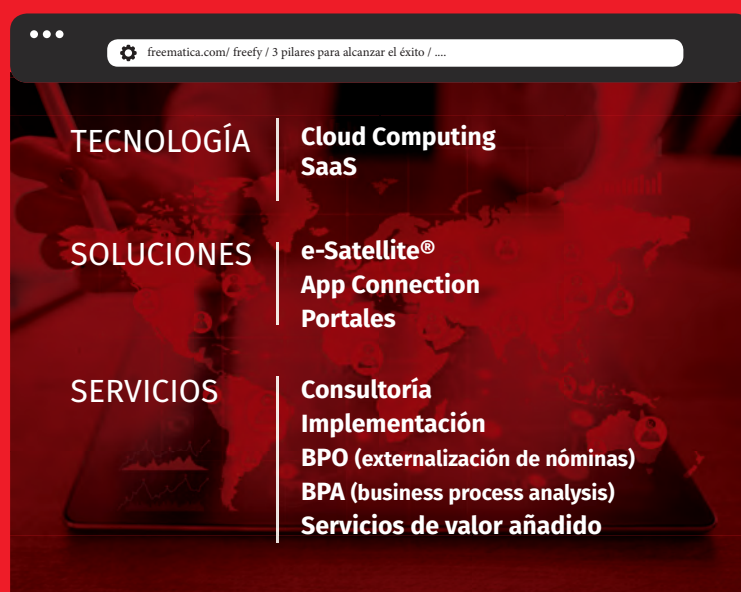 freematica.com/ freefy / 3 pilares para alcanzar el éxito / ....
TECNOLOGÍA
Cloud Computing
SaaS
SOLUCIONES
e-Satellite®
App Connection
Portales
SERVICIOS
Consultoría
Implementación
BPO (externalización de nóminas)
BPA (business process analysis)
Servicios de valor añadido